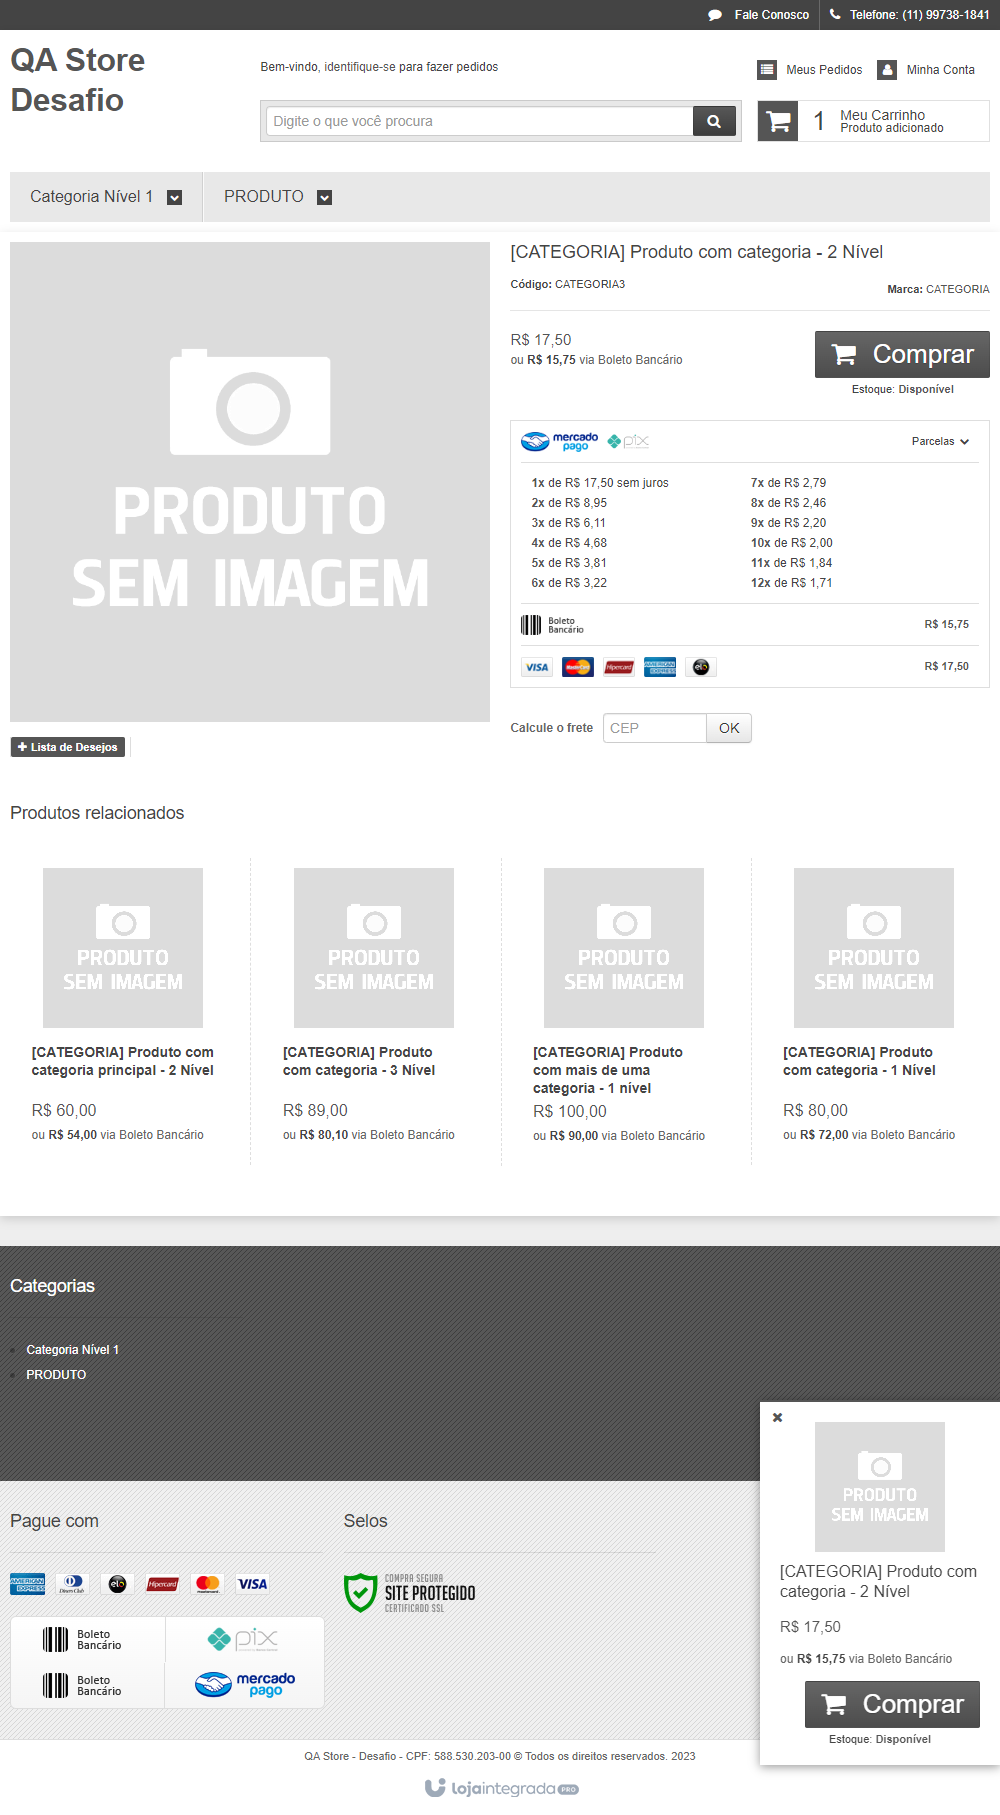 Fale Conosco
Telefone: (11) 99738-1841
QA Store
Desafio
Bem-vindo, identifique-se para fazer pedidos
Meus Pedidos
Minha Conta
Digite o que você procura
1
Meu Carrinho
Produto adicionado
Categoria Nível 1
PRODUTO
PRODUTO
SEM IMAGEM
[CATEGORIA] Produto com categoria - 2 Nível
Código: CATEGORIA3
Marca: CATEGORIA
R$ 17,50
ou R$ 15,75 via Boleto Bancário
Comprar
Estoque: Disponível
mercado
pago
pix
Parcelas
1x de R$ 17,50 sem juros
2x de R$ 8,95
3x de R$ 6,11
4x de R$ 4,68
5x de R$ 3,81
6x de R$ 3,22
7x de R$ 2,79
8x de R$ 2,46
9x de R$ 2,20
10x de R$ 2,00
11x de R$ 1,84
12x de R$ 1,71
Boleto
Bancário
R$ 15,75
VISA
MasterCard
Hipercard
AMERICAN
EXPRESS
elo
R$ 17,50
Lista de Desejos
Calcule o frete
CEP
OK
Produtos relacionados
PRODUTO
SEM IMAGEM
PRODUTO
SEM IMAGEM
PRODUTO
SEM IMAGEM
PRODUTO
SEM IMAGEM
[CATEGORIA] Produto com
categoria principal - 2 Nível
R$ 60,00
ou R$ 54,00 via Boleto Bancário
[CATEGORIA] Produto
com categoria - 3 Nível
R$ 89,00
ou R$ 80,10 via Boleto Bancário
[CATEGORIA] Produto
com mais de uma
categoria - 1 nível
R$ 100,00
ou R$ 90,00 via Boleto Bancário
[CATEGORIA] Produto
com categoria - 1 Nível
R$ 80,00
ou R$ 72,00 via Boleto Bancário
Categorias
Categoria Nível 1
PRODUTO
Pague com
AMERICAN
EXPRESS
Diners Club
elo
Hipercard
mastercard
VISA
Boleto
Bancário
pix
Boleto
Bancário
mercado
pago
Selos
COMPRA SEGURA
SITE PROTEGIDO
CERTIFICADO SSL
PRODUTO
SEM IMAGEM
[CATEGORIA] Produto com
categoria - 2 Nível
R$ 17,50
ou R$ 15,75 via Boleto Bancário
Comprar
Estoque: Disponível
QA Store - Desafio - CPF: 588.530.203-00 © Todos os direitos reservados. 2023
lojaintegrada PRO